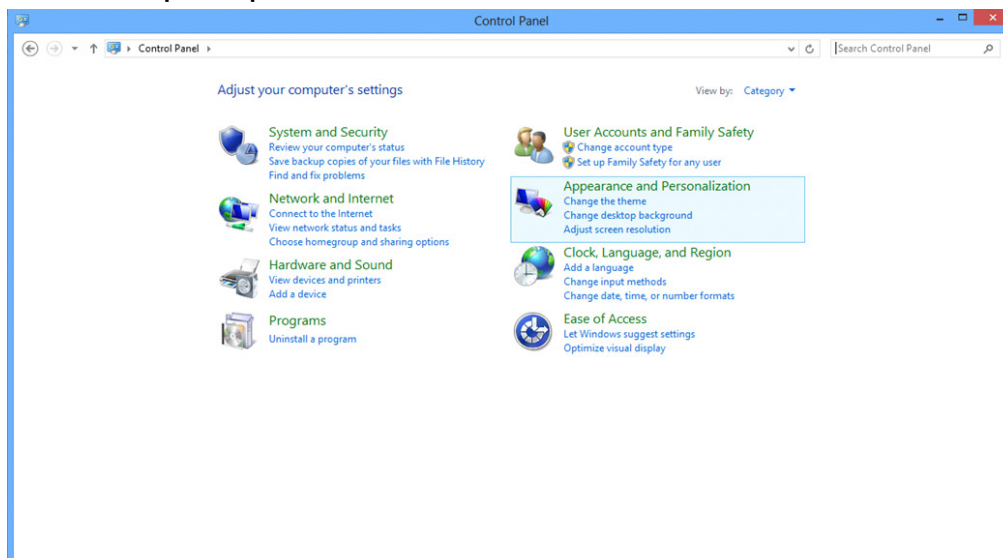 Control Panel
Control Panel
Search Control Panel
Adjust your computer's settings
View by: Category
System and Security
Review your computer's status
Save backup copies of your files with File History
Find and fix problems
Network and Internet
Connect to the Internet
View network status and tasks
Choose homegroup and sharing options
Hardware and Sound
View devices and printers
Add a device
Programs
Uninstall a program
User Accounts and Family Safety
Change account type
Set up Family Safety for any user
Appearance and Personalization
Change the theme
Change desktop background
Adjust screen resolution
Clock, Language, and Region
Add a language
Change input methods
Change date, time, or number formats
Ease of Access
Let Windows suggest settings
Optimize visual display